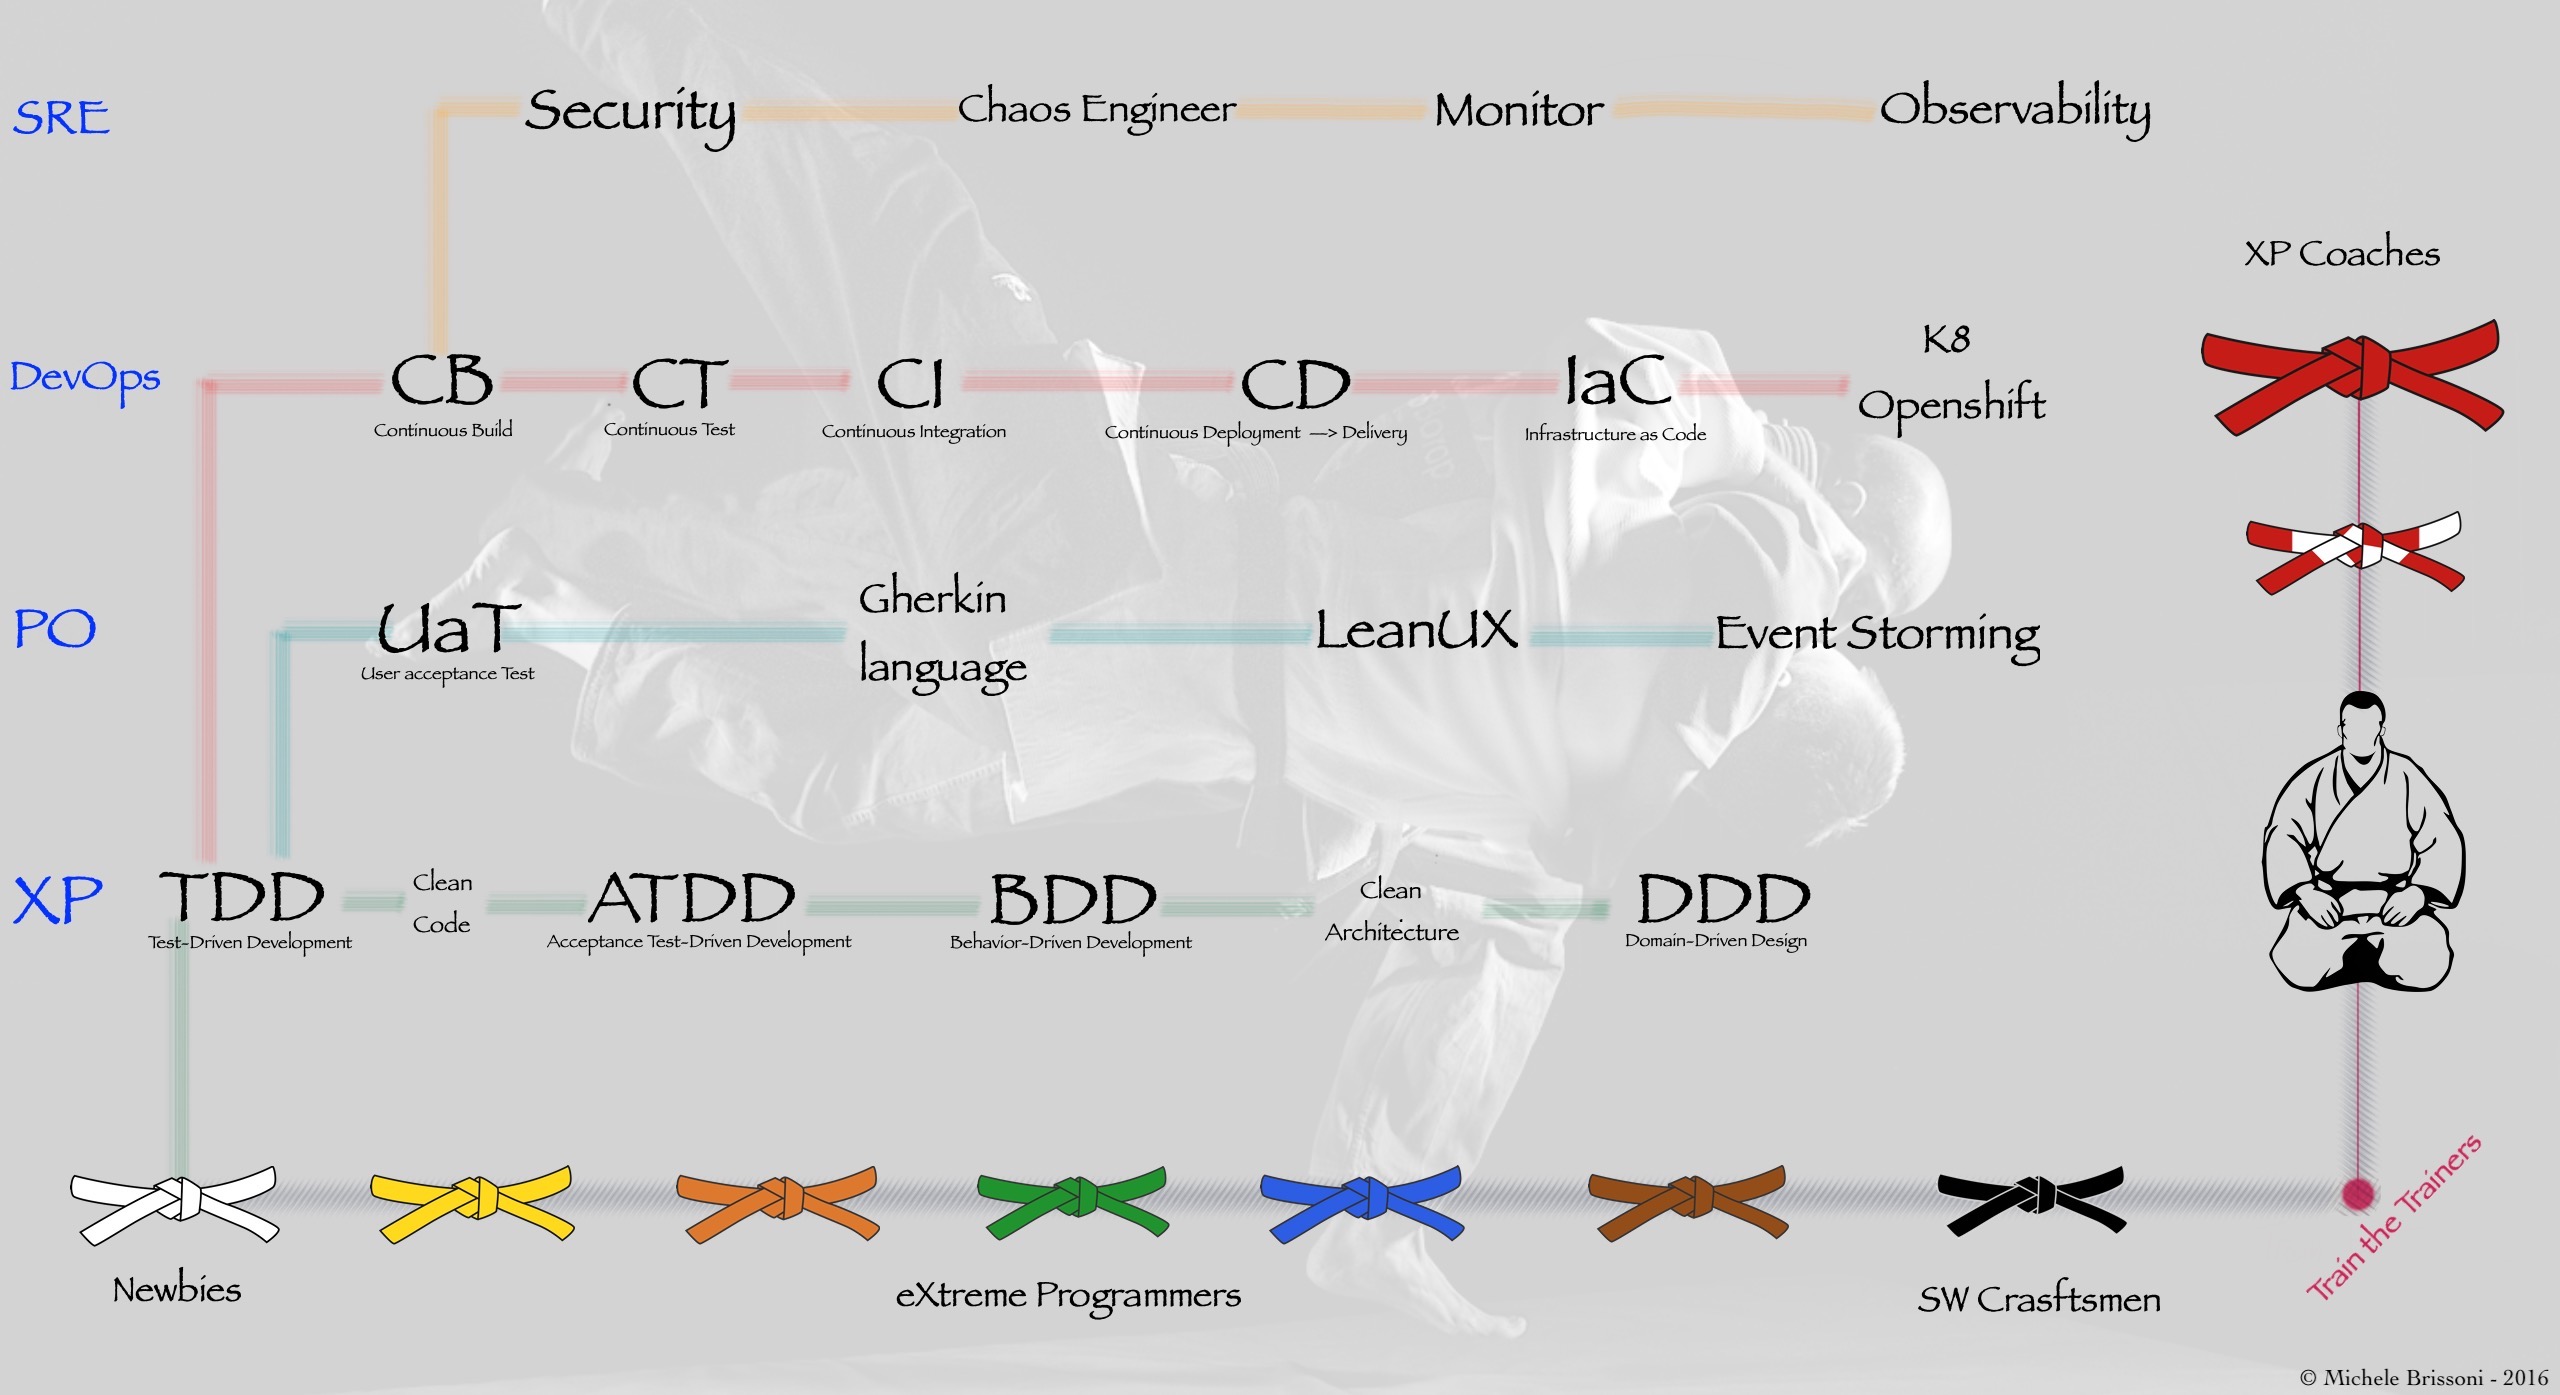 SRE
Security
Chaos Engineer
Monitor
Observability
XP Coaches
DevOps
CB
Continuous Build
CT
Continuous Test
CI
Continuous Integration
CD
Continuous Deployment —> Delivery
IaC
Infrastructure as Code
K8
Openshift
PO
UaT
User acceptance Test
Gherkin
language
LeanUX
Event Storming
XP
TDD
Test-Driven Development
Clean
Code
ATDD
Acceptance Test-Driven Development
BDD
Behavior-Driven Development
Clean
Architecture
DDD
Domain-Driven Design
Newbies
eXtreme Programmers
SW Crasftsmen
Train the Trainers
© Michele Brissoni - 2016